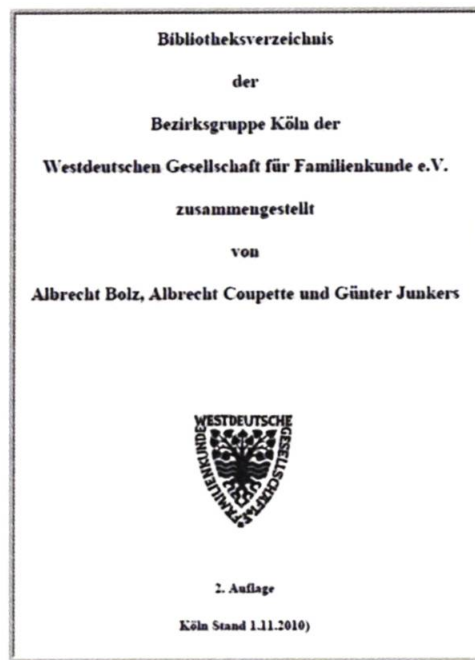 Bibliotheksverzeichnis
der
Bezirksgruppe Köln der
Westdeutschen Gesellschaft für Familienkunde e.V.
zusammengestellt
von
Albrecht Bolz, Albrecht Coupette und Günter Junkers
WESTDEUTSCHE
GESELLSCHAFT F.
FAMILIENKUNDE
2. Auflage
Köln Stand 1.11.2010)